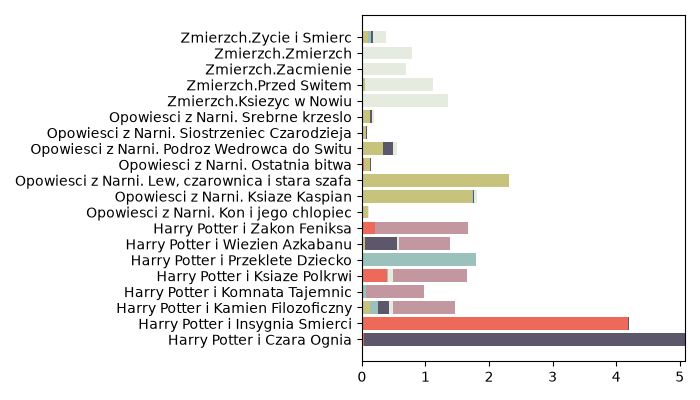 Zmierzch.Zycie i Smierc
Zmierzch.Zmierzch
Zmierzch.Zacmienie
Zmierzch.Przed Switem
Zmierzch.Ksiezyc w Nowiu
Opowiesci z Narni. Srebrne krzeslo
Opowiesci z Narni. Siostrzeniec Czarodzieja
Opowiesci z Narni. Podroz Wedrowca do Switu
Opowiesci z Narni. Ostatnia bitwa
Opowiesci z Narni. Lew, czarownica i stara szafa
Opowiesci z Narni. Ksiaze Kaspian
Opowiesci z Narni. Kon i jego chlopiec
Harry Potter i Zakon Feniksa
Harry Potter i Wiezien Azkabanu
Harry Potter i Przeklete Dziecko
Harry Potter i Ksiaze Polkrwi
Harry Potter i Komnata Tajemnic
Harry Potter i Kamien Filozoficzny
Harry Potter i Insygnia Smierci
Harry Potter i Czara Ognia
0 1 2 3 4 5